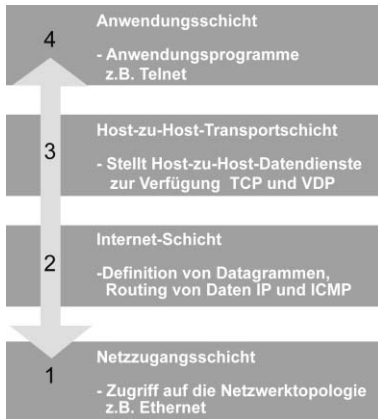 4
Anwendungsschicht
- Anwendungsprogramme
z.B. Telnet
3
Host-zu-Host-Transportschicht
- Stellt Host-zu-Host-Datendienste
zur Verfügung TCP und VDP
2
Internet-Schicht
-Definition von Datagrammen,
Routing von Daten IP und ICMP
1
Netzzugangsschicht
- Zugriff auf die Netzwerktopologie
z.B. Ethernet